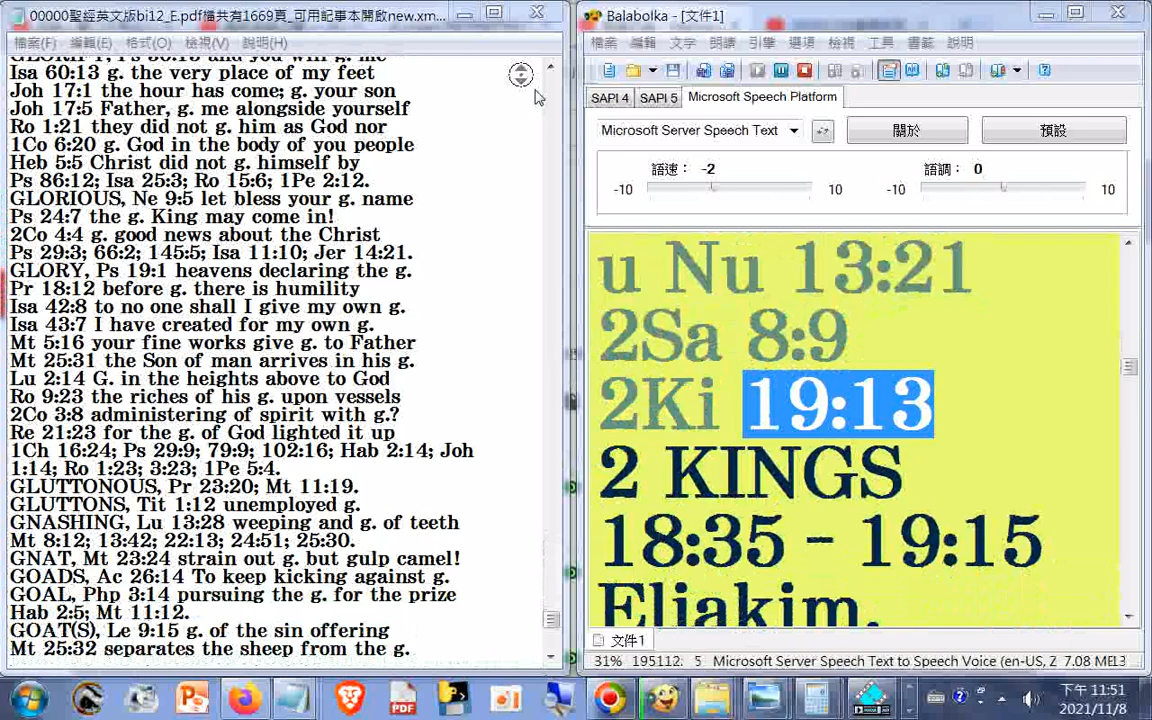 00000聖經英文版bi12_E.pdf檔共有1669頁_可用記事本開啟new.xm...
檔案(F) 編輯(E) 格式(O) 檢視(V) 說明(H)
GLORIFY, Ps 50:15 and you will g. me
Isa 60:13 g. the very place of my feet
Joh 17:1 the hour has come; g. your son
Joh 17:5 Father, g. me alongside yourself
Ro 1:21 they did not g. him as God nor
1Co 6:20 g. God in the body of you people
Heb 5:5 Christ did not g. himself by
Ps 86:12; Isa 25:3; Ro 15:6; 1Pe 2:12.
GLORIOUS, Ne 9:5 let bless your g. name
Ps 24:7 the g. King may come in!
2Co 4:4 g. good news about the Christ
Ps 29:3; 66:2; 145:5; Isa 11:10; Jer 14:21.
GLORY, Ps 19:1 heavens declaring the g.
Pr 18:12 before g. there is humility
Isa 42:8 to no one shall I give my own g.
Isa 43:7 I have created for my own g.
Mt 5:16 your fine works give g. to Father
Mt 25:31 the Son of man arrives in his g.
Lu 2:14 G. in the heights above to God
Ro 9:23 the riches of his g. upon vessels
2Co 3:8 administering of spirit with g.?
Re 21:23 for the g. of God lighted it up
1Ch 16:24; Ps 29:9; 79:9; 102:16; Hab 2:14; Joh
1:14; Ro 1:23; 3:23; 1Pe 5:4.
GLUTTONOUS, Pr 23:20; Mt 11:19.
GLUTTONS, Tit 1:12 unemployed g.
GNASHING, Lu 13:28 weeping and g. of teeth
Mt 8:12; 13:42; 22:13; 24:51; 25:30.
GNAT, Mt 23:24 strain out g. but gulp camel!
GOADS, Ac 26:14 To keep kicking against g.
GOAL, Php 3:14 pursuing the g. for the prize
Hab 2:5; Mt 11:12.
GOAT(S), Le 9:15 g. of the sin offering
Mt 25:32 separates the sheep from the g.
Balabolka - [文件1]
檔案 編輯 文字 朗讀 引擎 選項 檢視 工具 書籤 說明
SAPI 4 SAPI 5 Microsoft Speech Platform
Microsoft Server Speech Text 關於 預設
語速： -2 語調： 0
-10 10 -10 10
u Nu 13:21
2Sa 8:9
2Ki 19:13
2 KINGS
18:35 - 19:15
Eliakim,
文件1
31% 195112. 5 Microsoft Server Speech Text to Speech Voice (en-US, Z 7.08 МЕ13
PDF
下午 11:51
2021/11/8